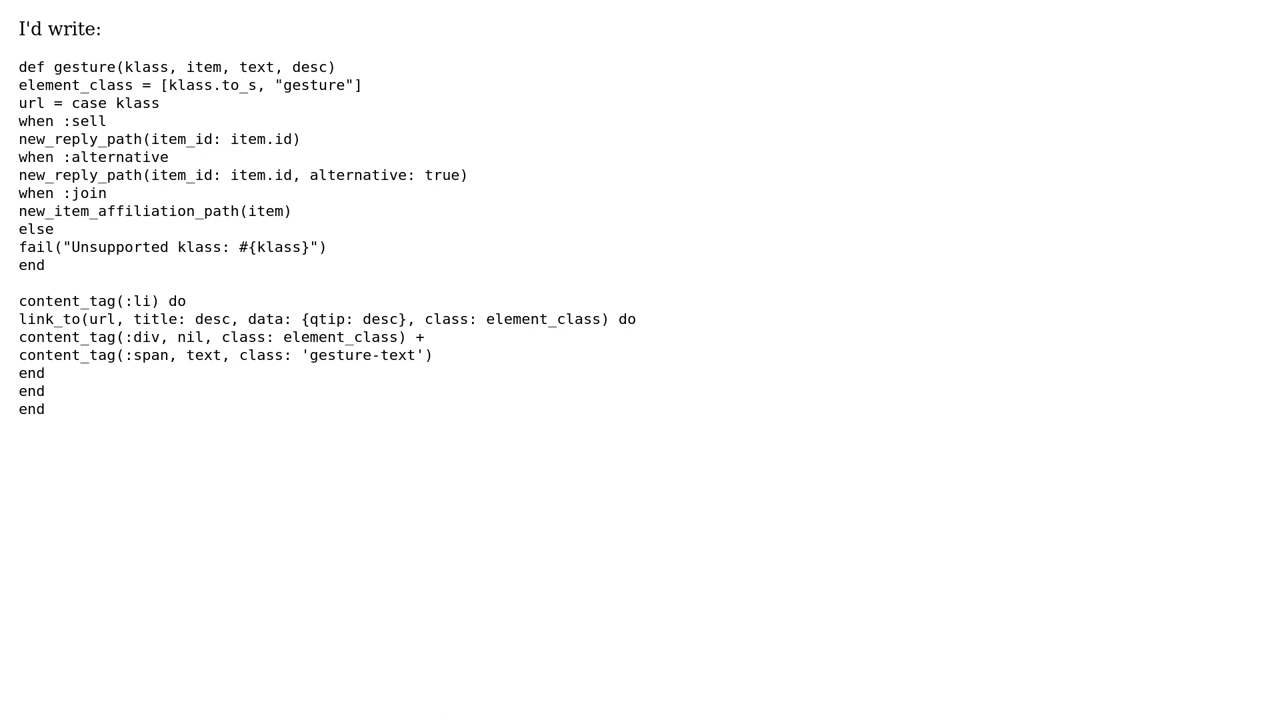 I'd write:
def gesture(klass, item, text, desc)
element_class = [klass.to_s, "gesture"]
url = case klass
when :sell
new_reply_path(item_id: item.id)
when :alternative
new_reply_path(item_id: item.id, alternative: true)
when :join
new_item_affiliation_path(item)
else
fail("Unsupported klass: #{klass}")
end

content_tag(:li) do
link_to(url, title: desc, data: {qtip: desc}, class: element_class) do
content_tag(:div, nil, class: element_class) +
content_tag(:span, text, class: 'gesture-text')
end
end
end